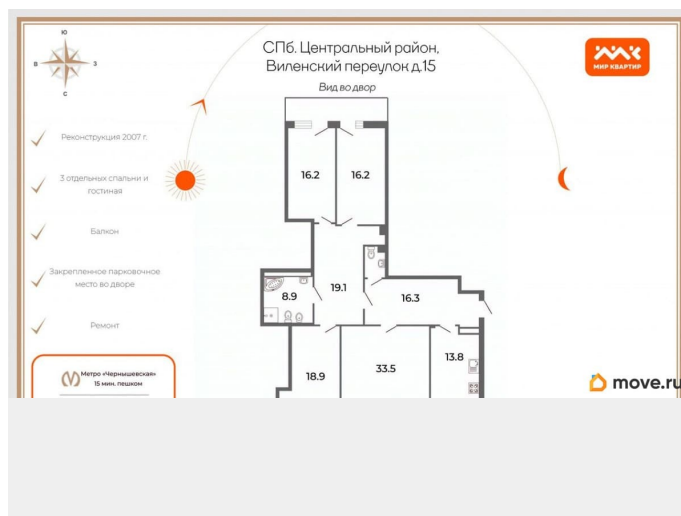 Ю
В
З
С
СПб. Центральный район,
Виленский переулок д.15
Вид во двор
МИР КВАРТИР
Реконструкция 2007 г.
3 отдельных спальни и
гостиная
Балкон
Закрепленное парковочное
место во дворе
Ремонт
16.2
16.2
19.1
8.9
16.3
18.9
33.5
13.8
Метро «Чернышевская»
15 мин. пешком
move.ru